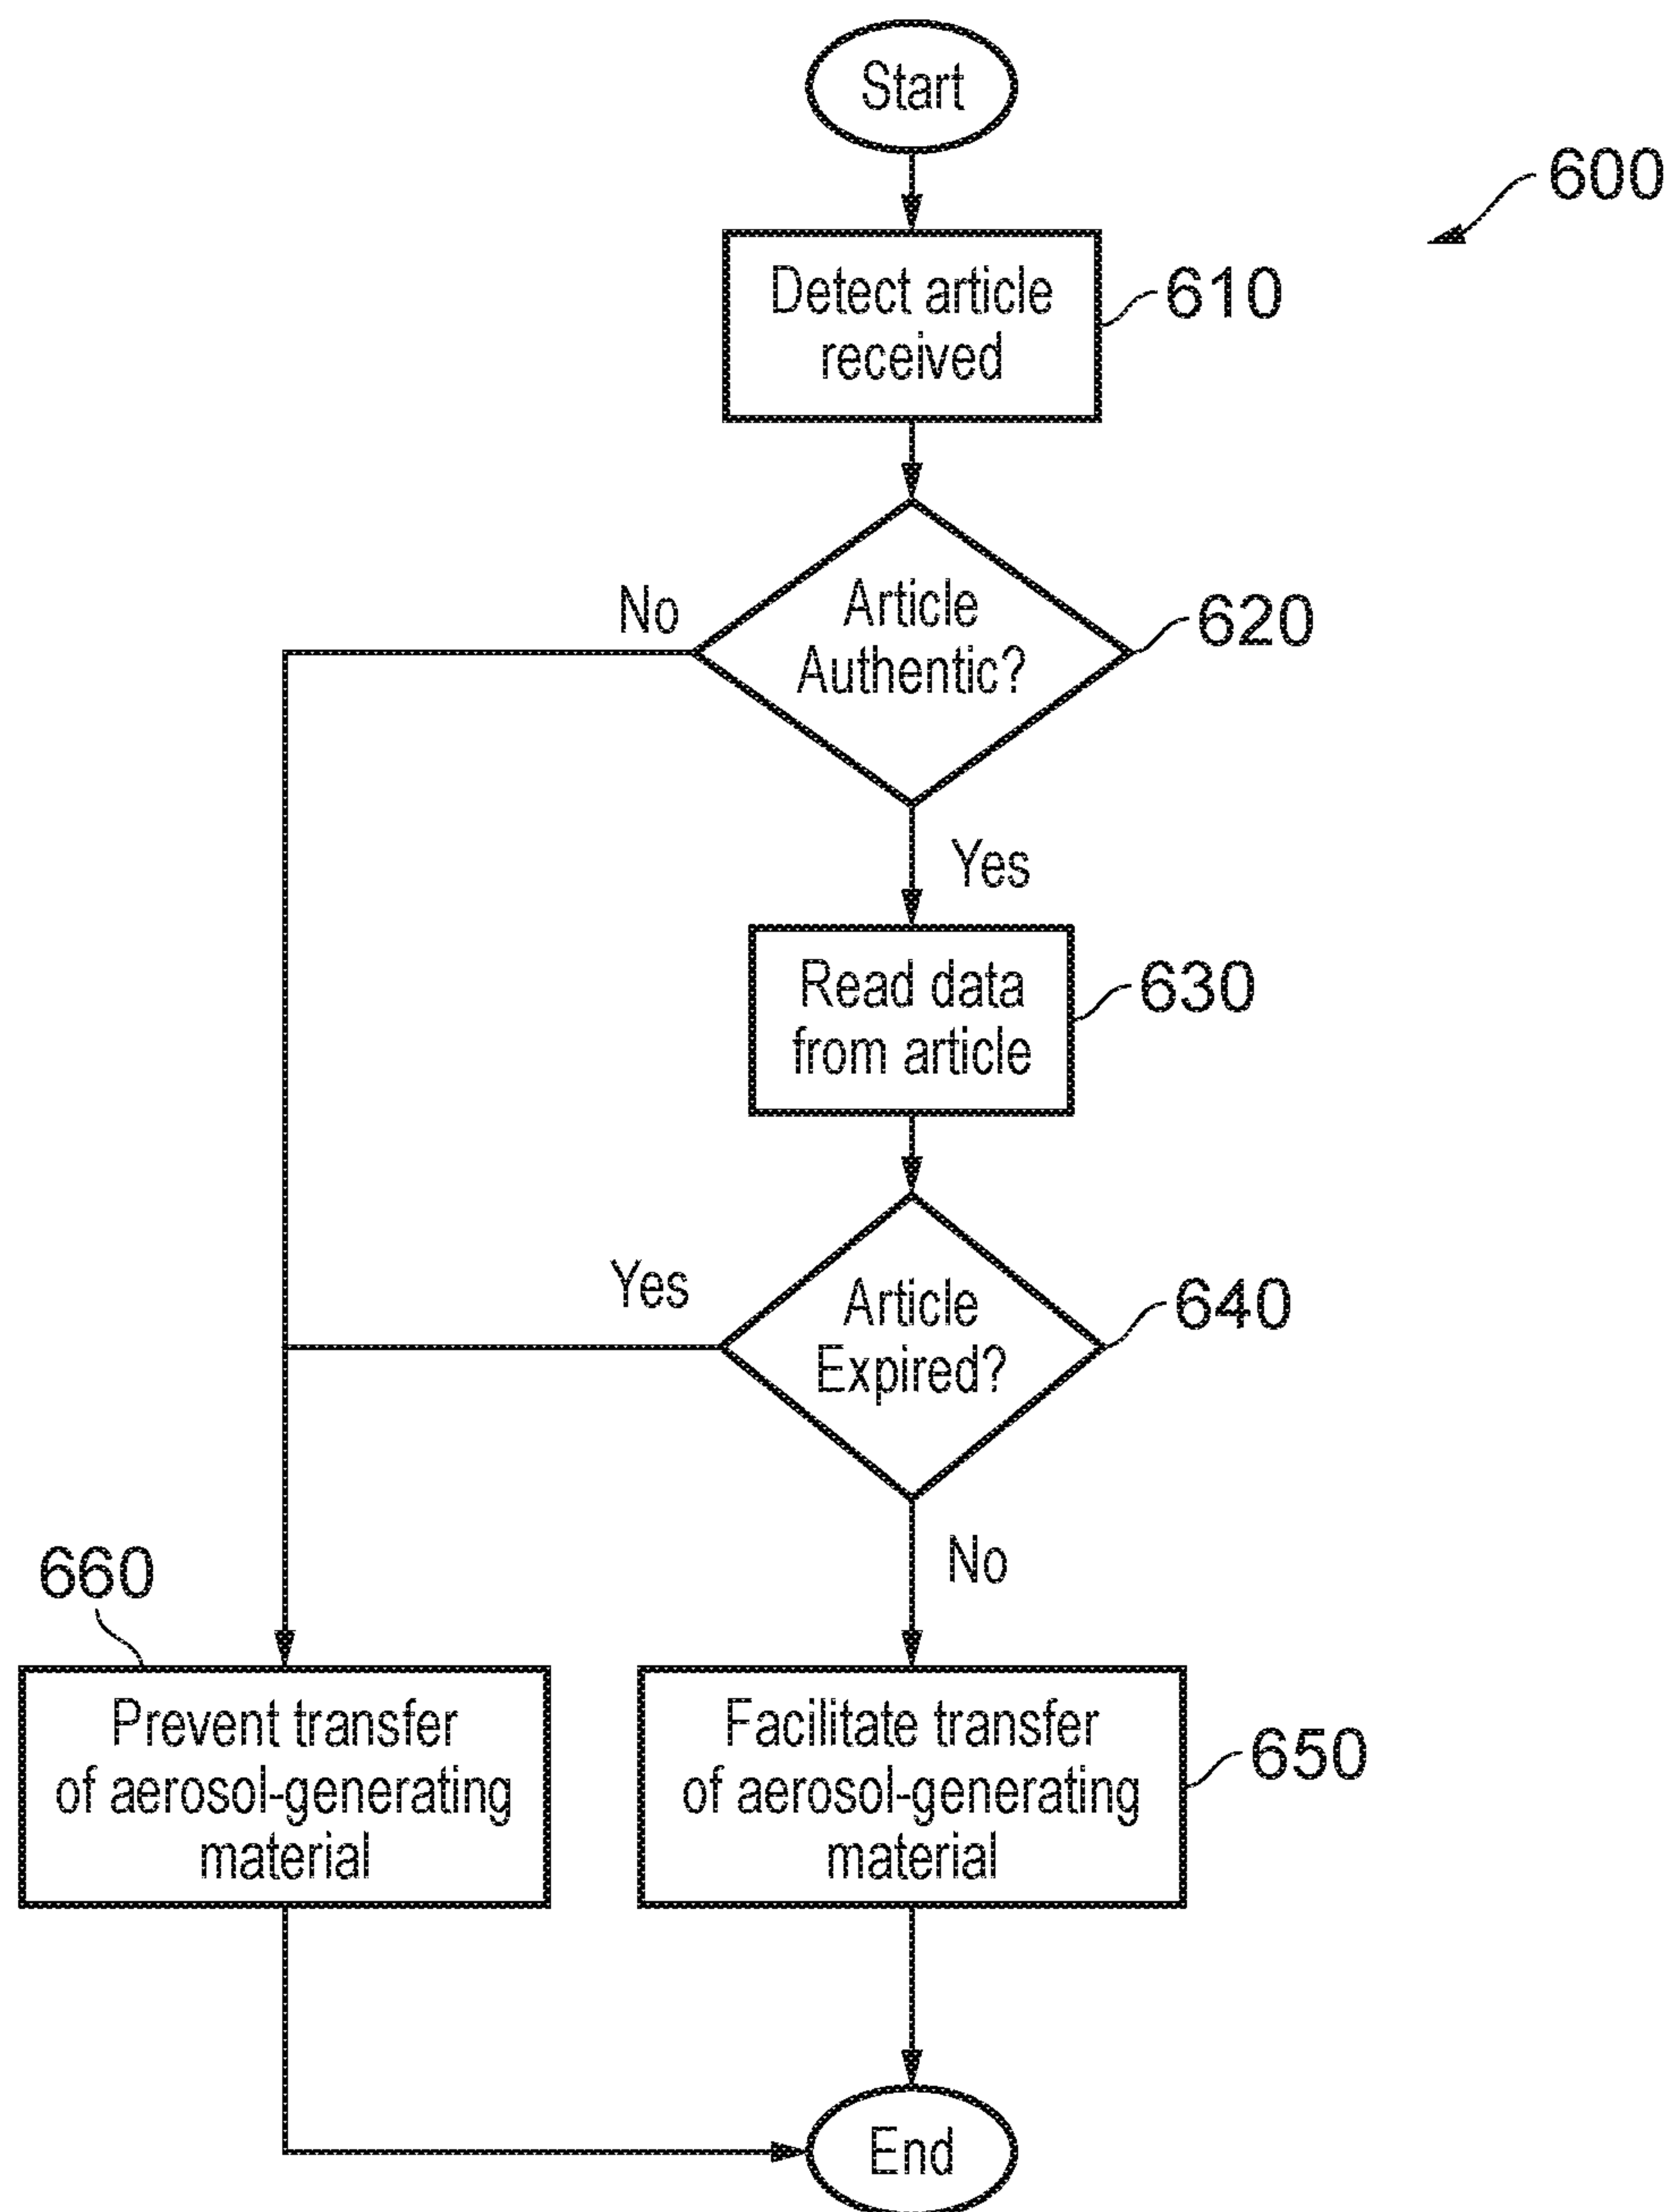 Start
600
Detect article
received
610
No
Article
Authentic?
620
Yes
Read data
from article
630
Yes
Article
Expired?
640
No
660
Prevent transfer
of aerosol-generating
material
Facilitate transfer
of aerosol-generating
material
650
End